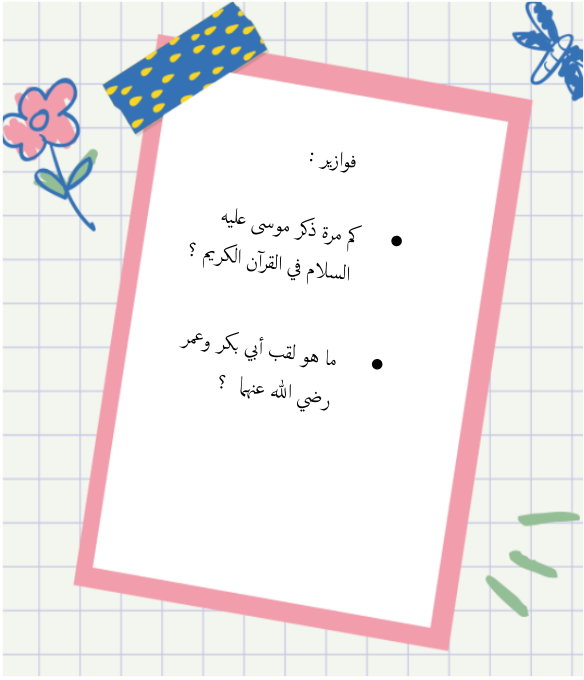 فوازير :
كم مرة ذكر موسى عليه
السلام في القرآن الكريم ؟
ما هو لقب أبي بكر وعمر
رضي الله عنهما ؟